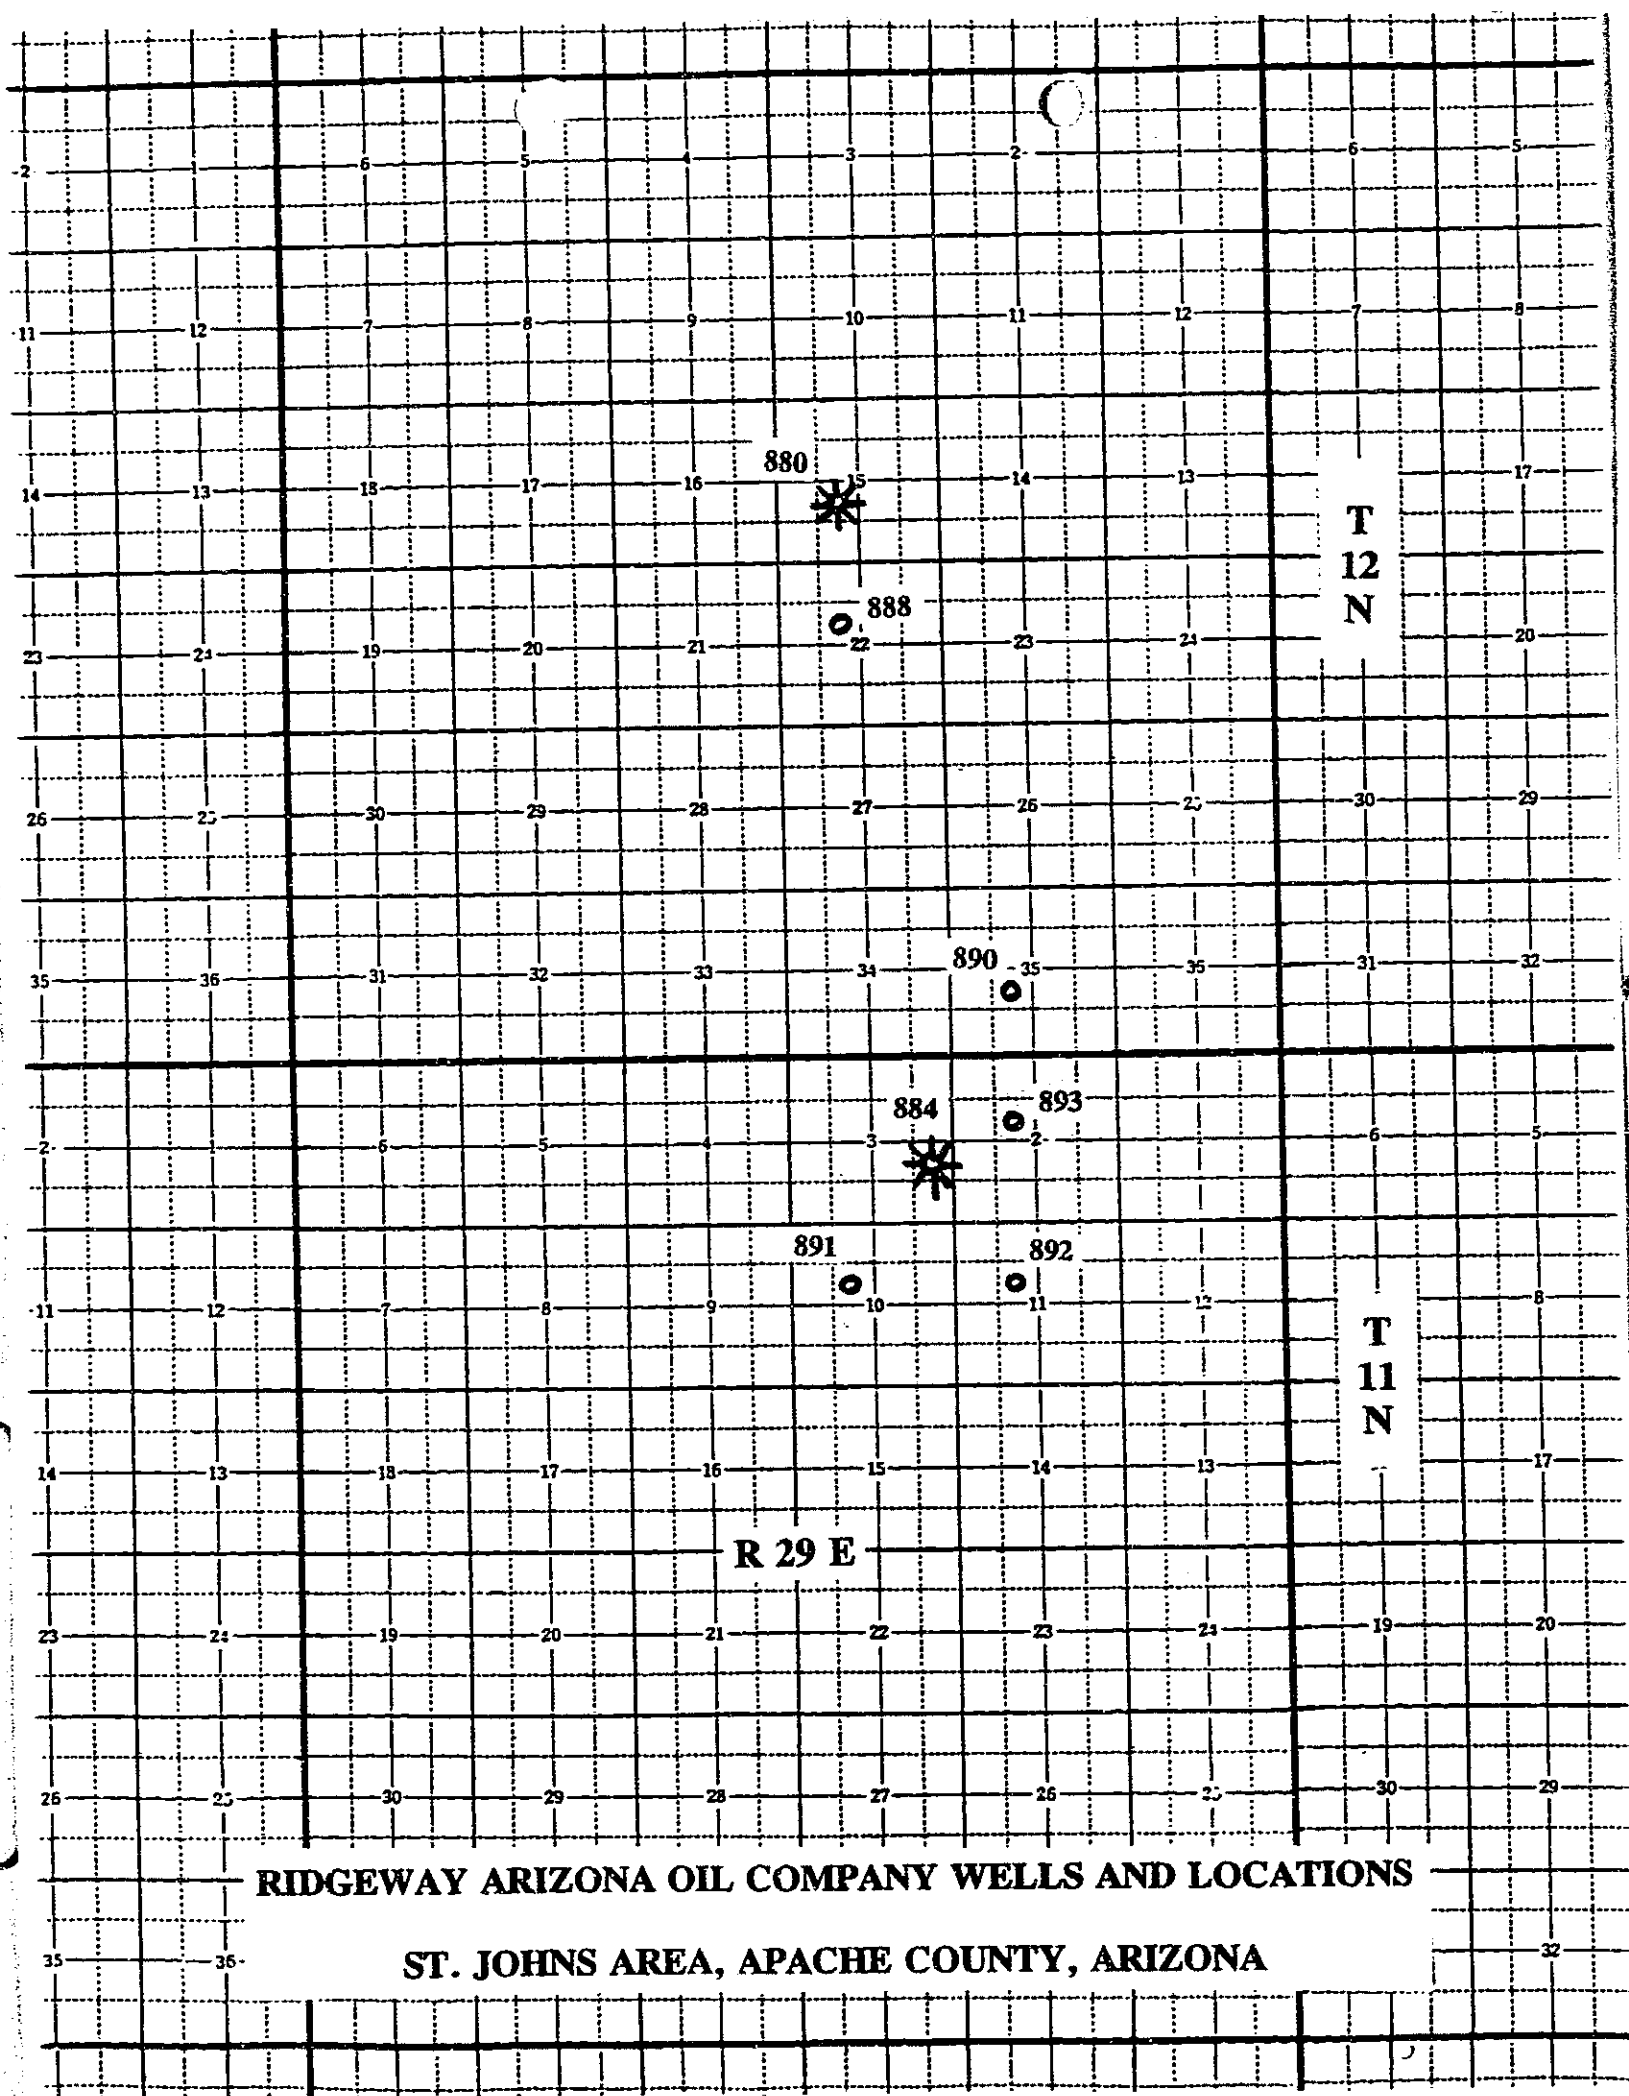 2 6 5 4 3 2 6 5
11 12 7 8 9 10 11 12 7 8
880
14 13 18 17 16 15 14 13 17
T
12
N
888
23 24 19 20 21 22 23 24 20
26 30 29 28 27 26 30 29
890
35 36 31 32 33 34 35 36 31 32
884 893
2 6 5 4 3 2 6 5
891 892
11 12 7 8 9 10 11 12 8
T
11
N
14 13 18 17 16 15 14 13 17
R 29 E
23 24 19 20 21 22 23 24 19 20
26 30 29 28 27 26 30 29
RIDGEWAY ARIZONA OIL COMPANY WELLS AND LOCATIONS
35 36 32
ST. JOHNS AREA, APACHE COUNTY, ARIZONA